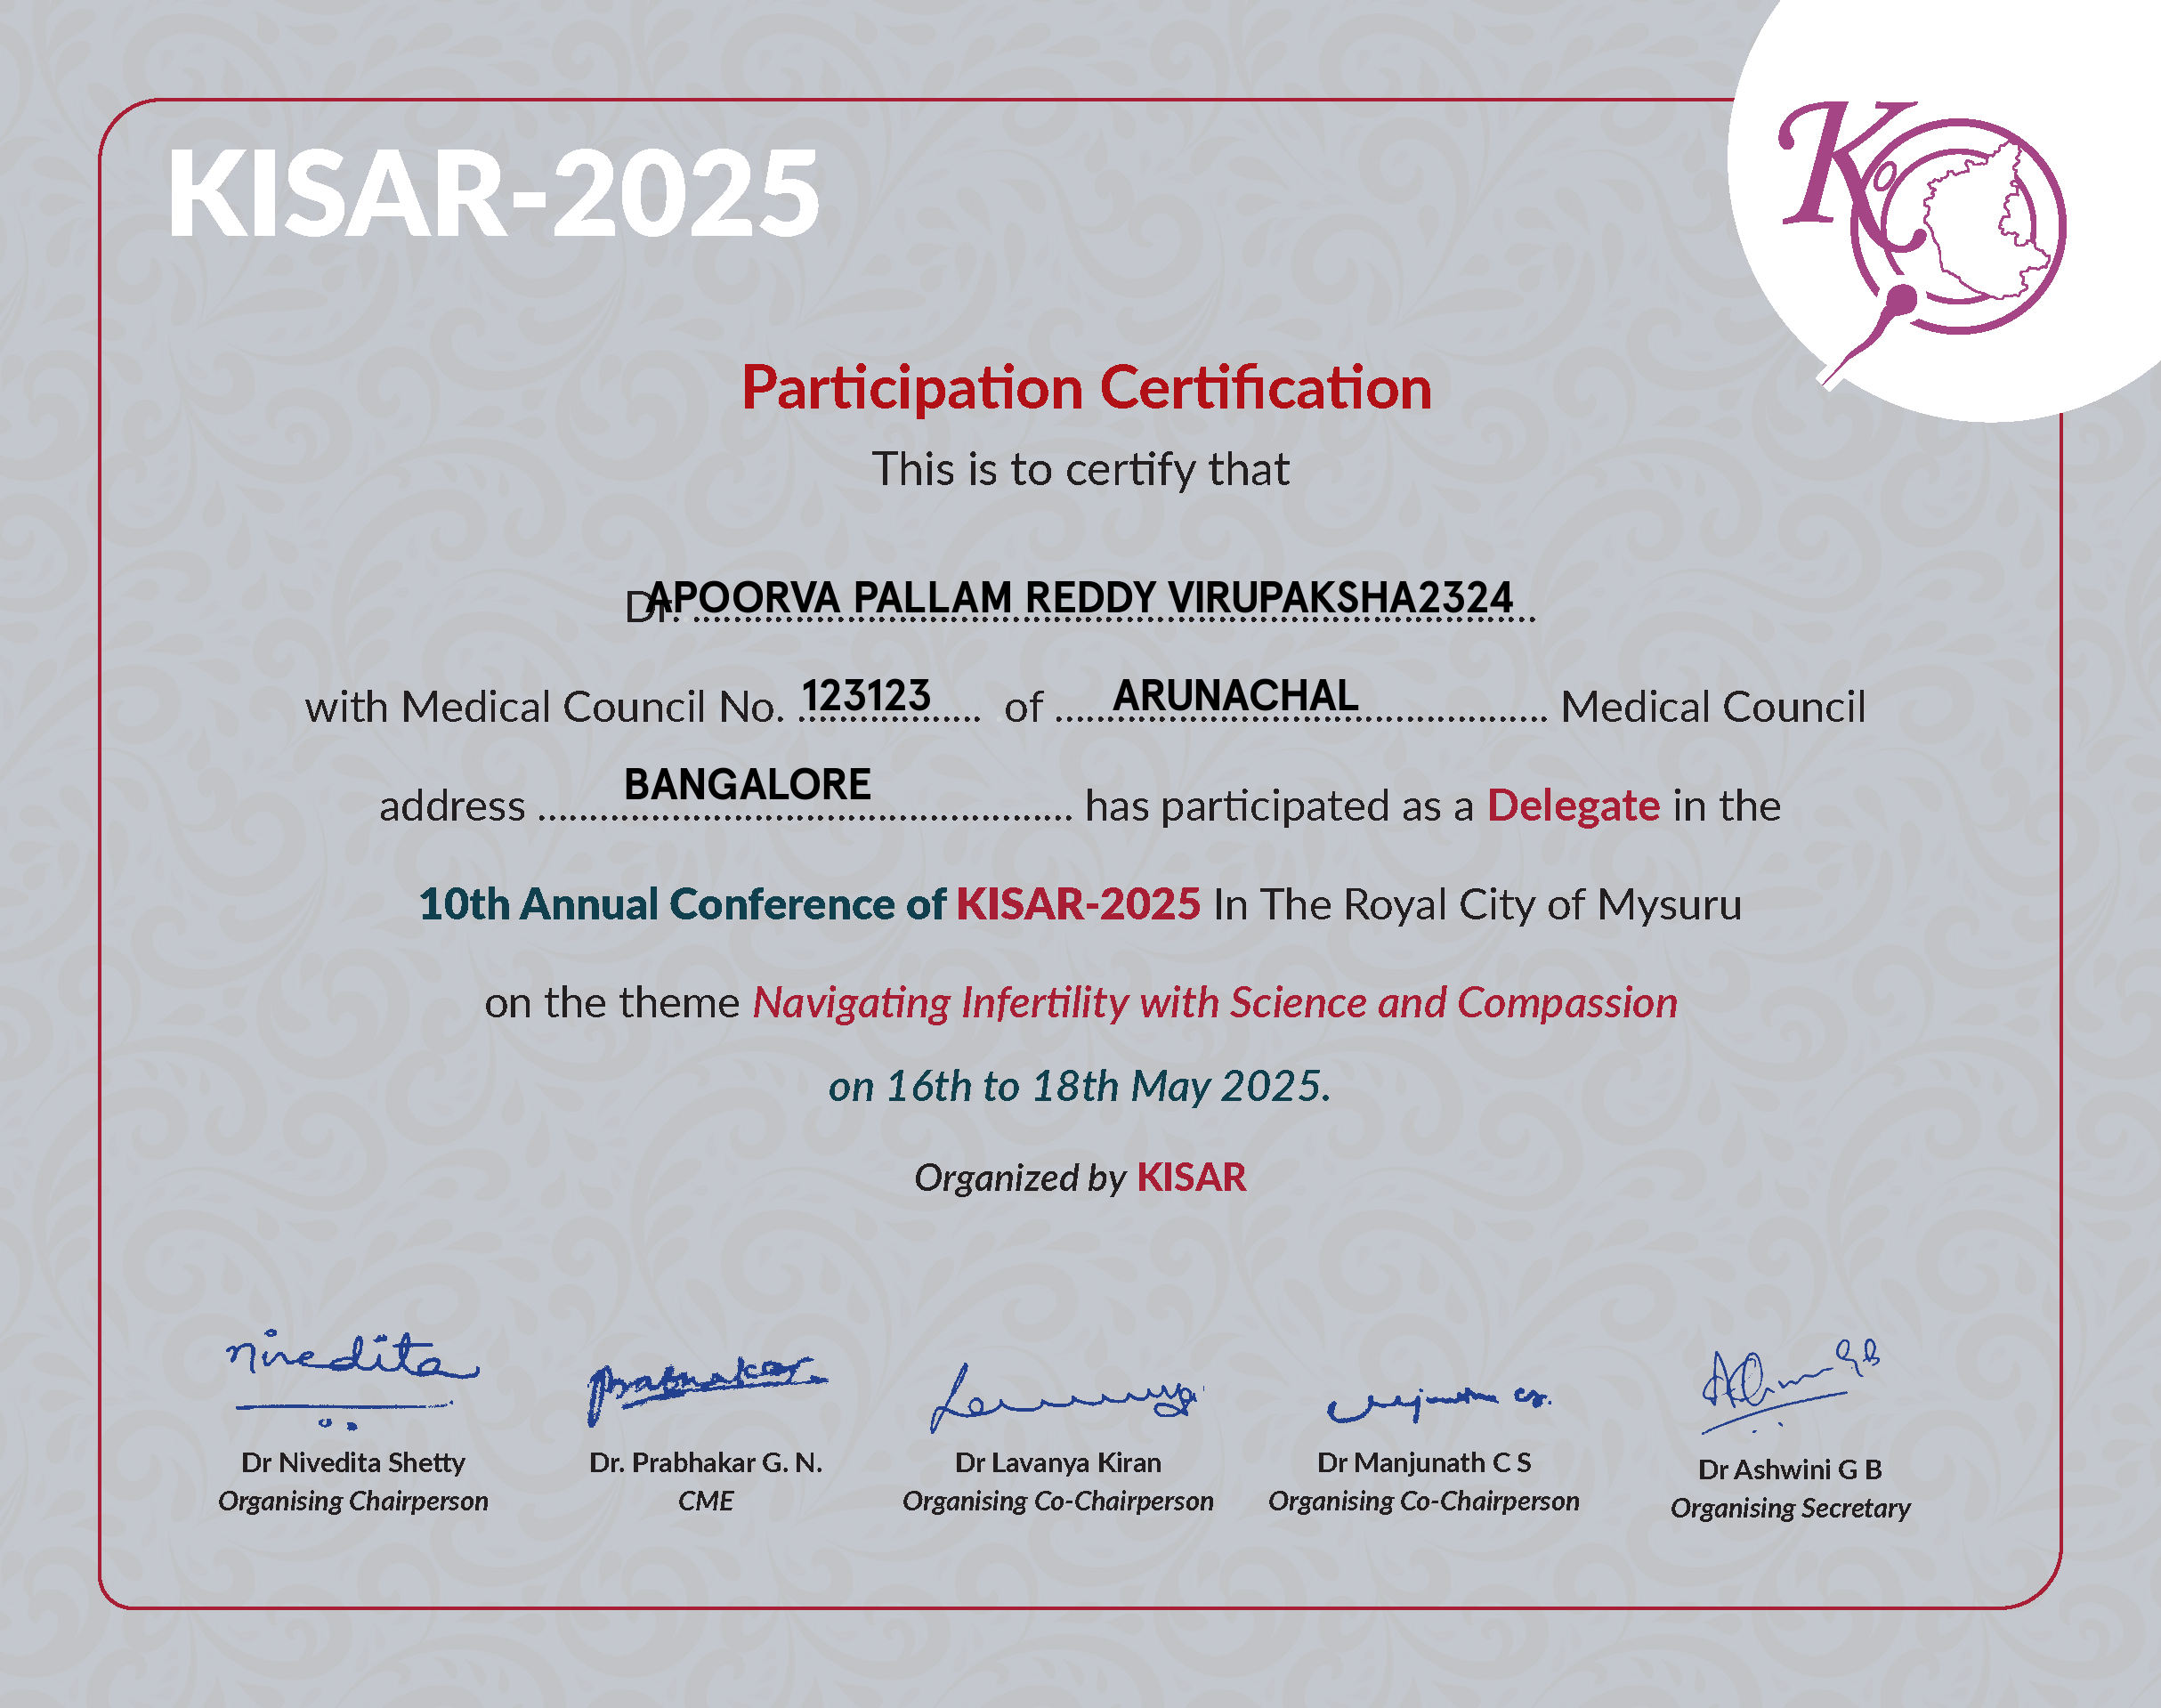 KISAR-2025
K
Participation Certification
This is to certify that
Dr. APOORVA PALLAM REDDY VIRUPAKSHA2324
with Medical Council No. 123123 of ARUNACHAL Medical Council
address BANGALORE has participated as a Delegate in the
10th Annual Conference of KISAR-2025 In The Royal City of Mysuru
on the theme Navigating Infertility with Science and Compassion
on 16th to 18th May 2025.
Organized by KISAR
Nivedita Prabhakar
Dr Nivedita Shetty Dr. Prabhakar G. N. Dr Lavanya Kiran Dr Manjunath C S Dr Ashwini G B
Organising Chairperson CME Organising Co-Chairperson Organising Co-Chairperson Organising Secretary